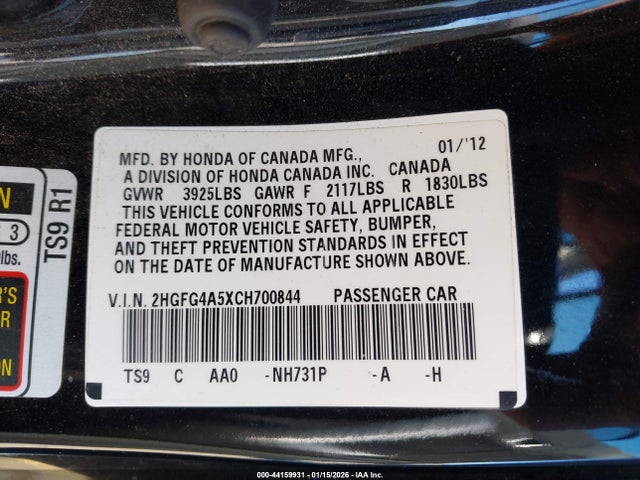 MFD. BY HONDA OF CANADA MFG., 01/'12
A DIVISION OF HONDA CANADA INC. CANADA
GVWR 3925LBS GAWR F 2117LBS R 1830LBS
THIS VEHICLE CONFORMS TO ALL APPLICABLE
FEDERAL MOTOR VEHICLE SAFETY, BUMPER,
AND THEFT PREVENTION STANDARDS IN EFFECT
ON THE DATE OF MANUFACTURE SHOWN ABOVE.
V.I.N. 2HGFG4A5XCH700844 PASSENGER CAR
TS9 C AA0 -NH731P -A -H
TS9 R1
3
lbs.
000-44159931 - 01/15/2026 - IAA Inc.